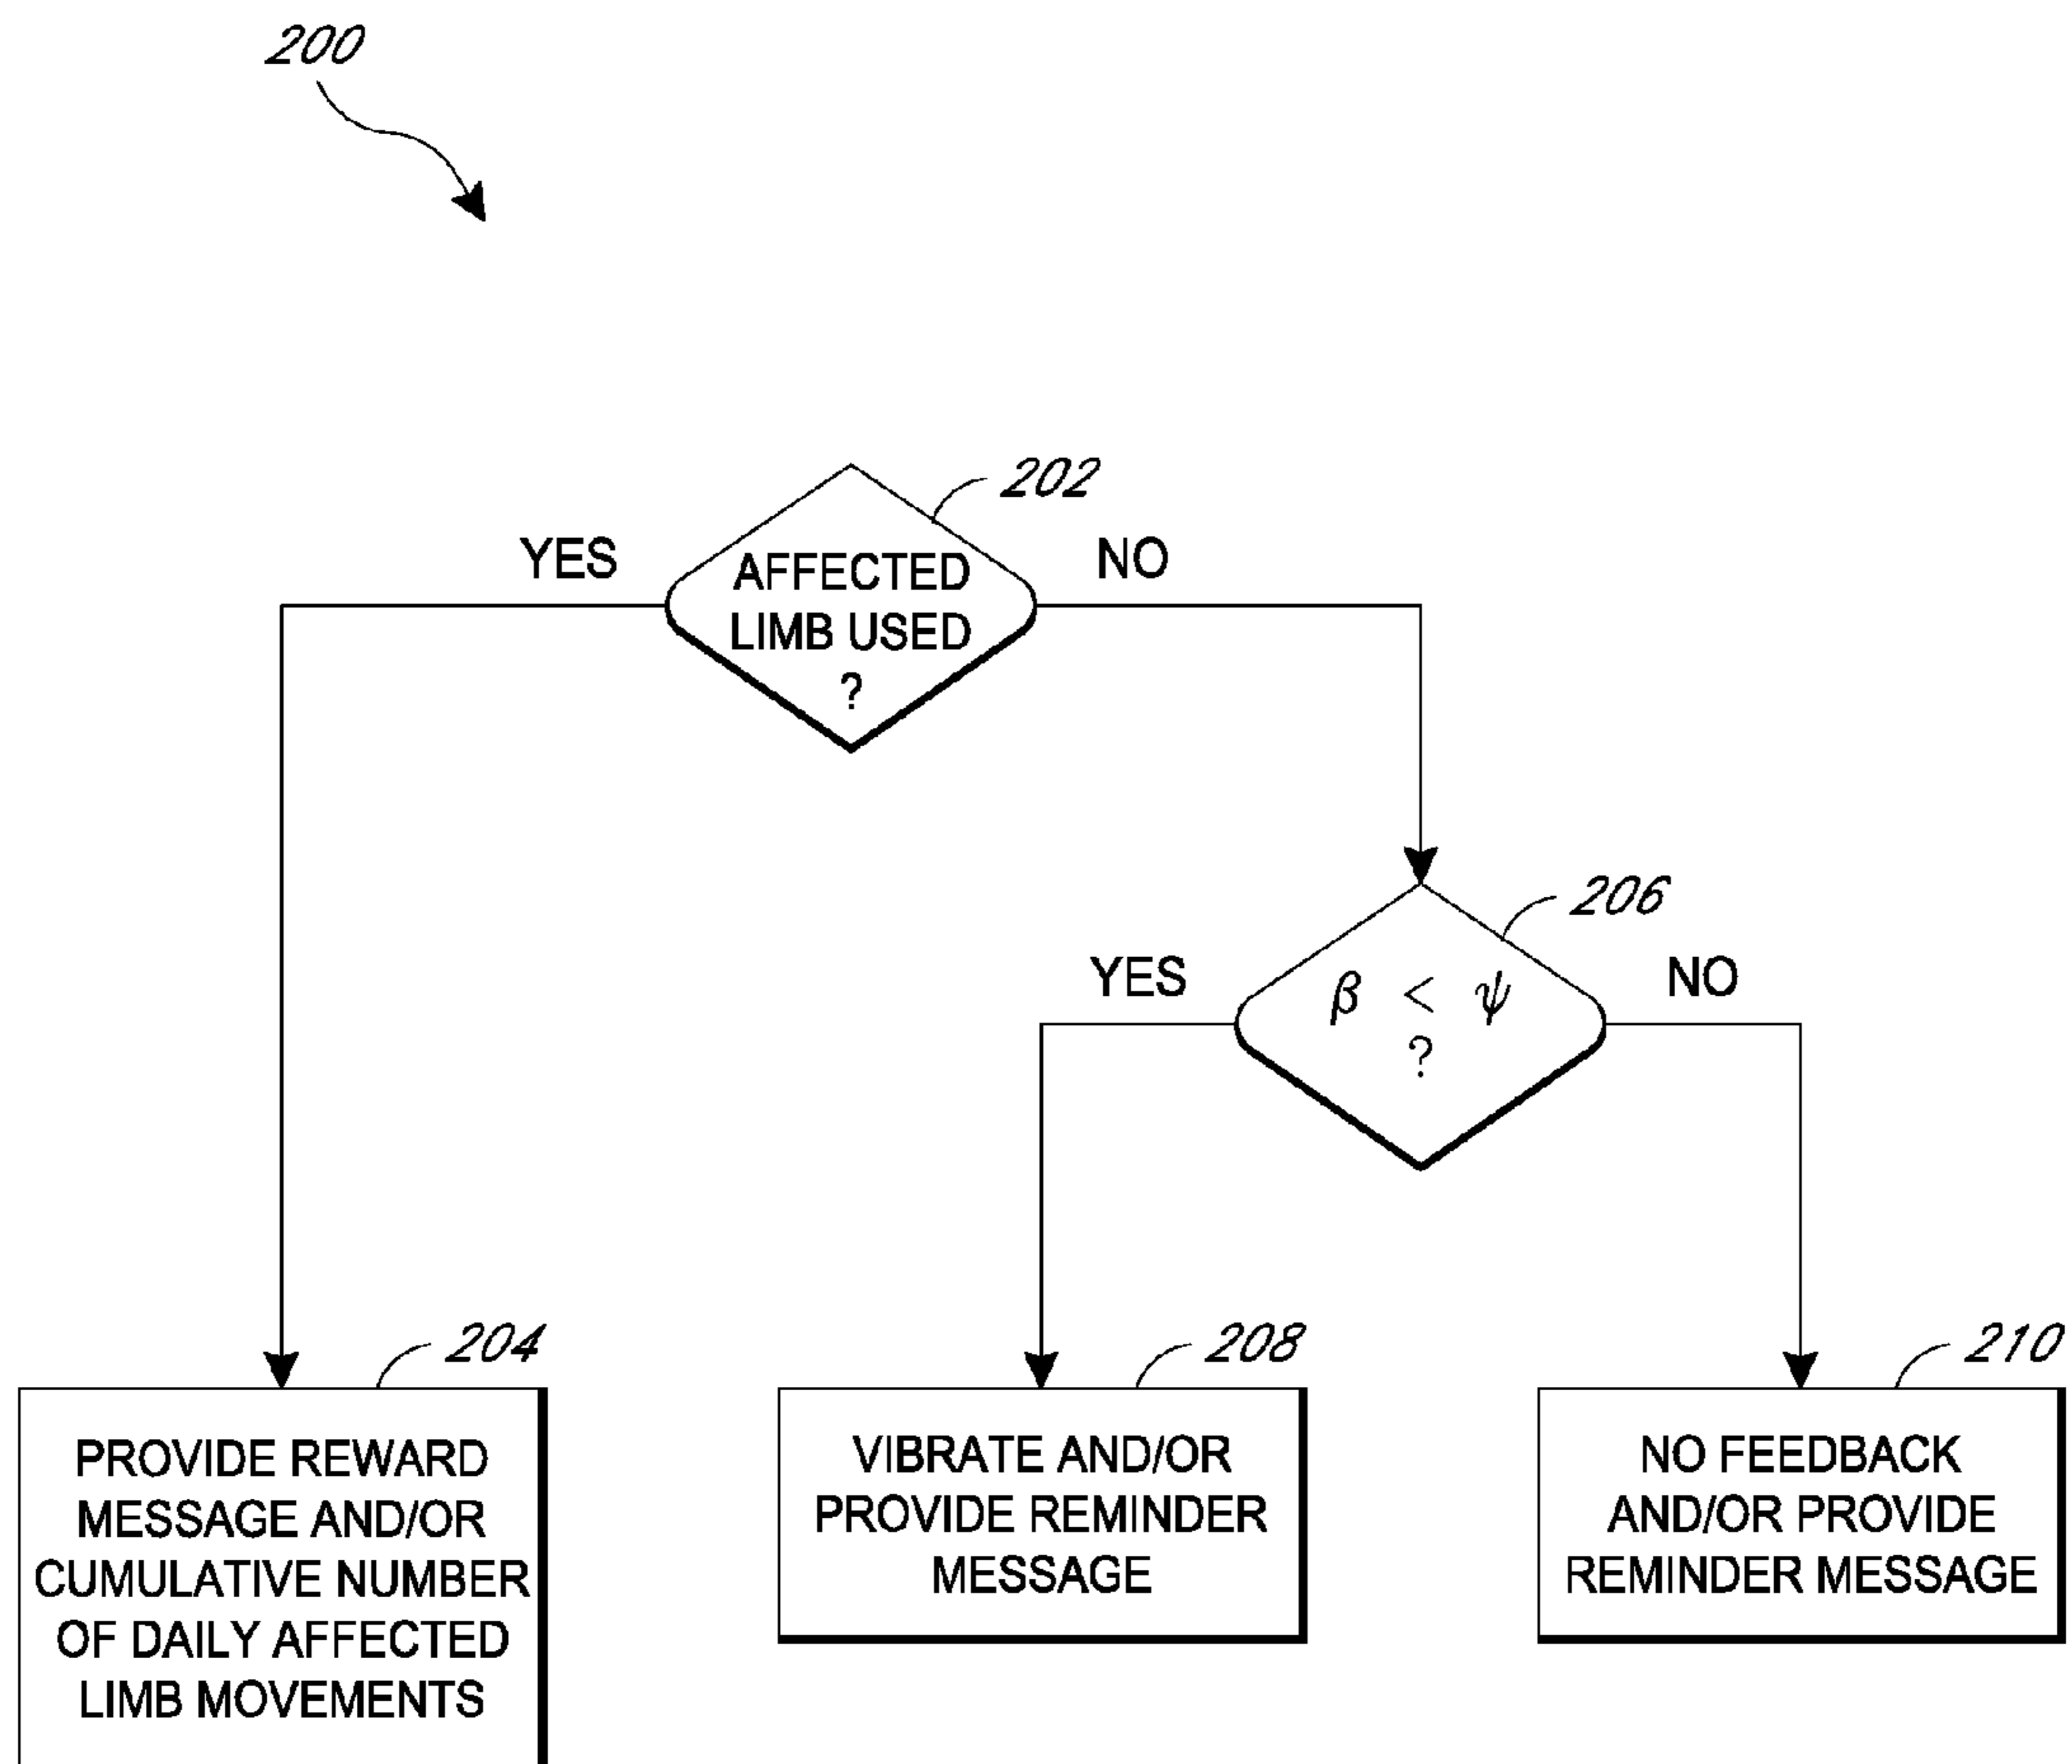 200
202
YES
NO
AFFECTED
LIMB USED
?
206
YES
NO
β < ψ
?
204
208
210
PROVIDE REWARD
MESSAGE AND/OR
CUMULATIVE NUMBER
OF DAILY AFFECTED
LIMB MOVEMENTS
VIBRATE AND/OR
PROVIDE REMINDER
MESSAGE
NO FEEDBACK
AND/OR PROVIDE
REMINDER MESSAGE